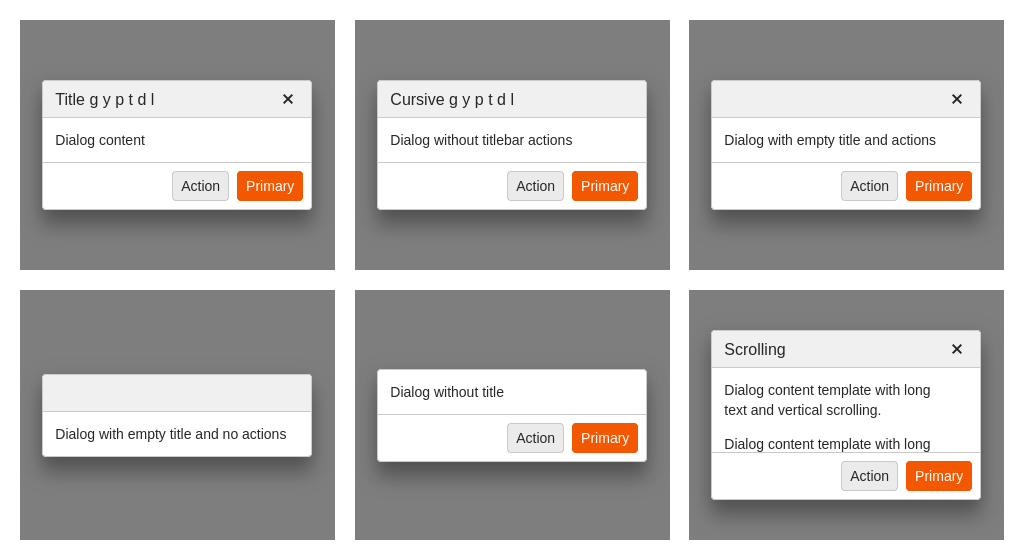 Title g y p t d l
Dialog content
Action Primary
Cursive g y p t d l
Dialog without titlebar actions
Action Primary
Dialog with empty title and actions
Action Primary
Dialog with empty title and no actions
Dialog without title
Action Primary
Scrolling
Dialog content template with long
text and vertical scrolling.
Dialog content template with long
Action Primary